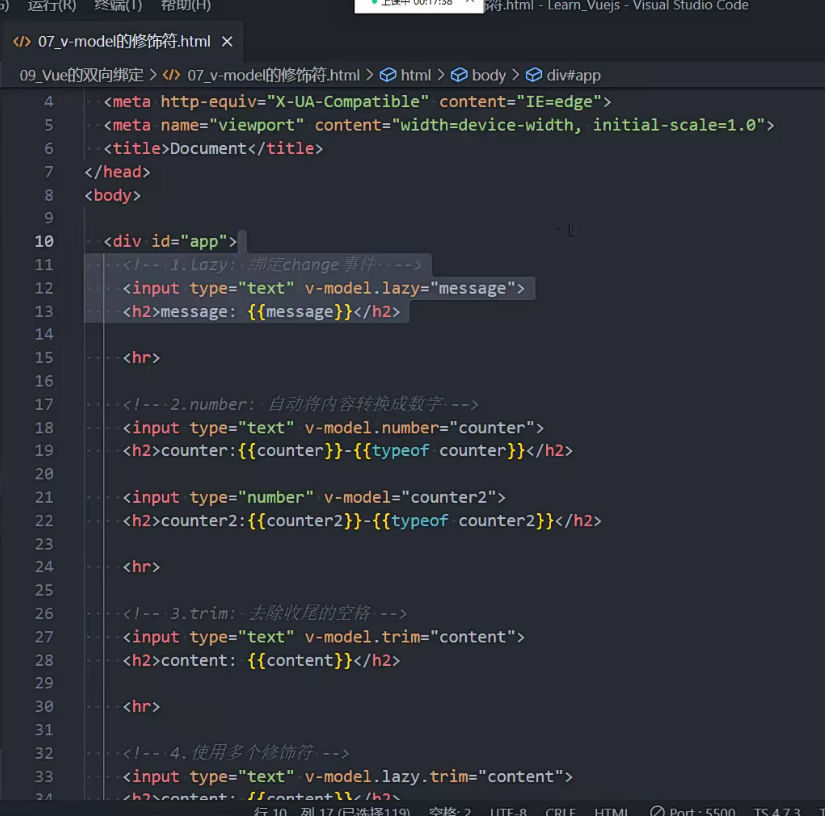 运行(R) 终端(T) 帮助(H) 上课中 00:17:38 符.html - Learn_Vuejs - Visual Studio Code
07_v-model的修饰符.html
09_Vue的双向绑定 > 07_v-model的修饰符.html > html > body > div#app
4 <meta http-equiv="X-UA-Compatible" content="IE=edge">
5 <meta name="viewport" content="width=device-width, initial-scale=1.0">
6 <title>Document</title>
7 </head>
8 <body>
9
10 <div id="app">
11 <!-- 1.lazy: 绑定change事件 -->
12 <input type="text" v-model.lazy="message">
13 <h2>message: {{message}}</h2>
14
15 <hr>
16
17 <!-- 2.number: 自动将内容转换成数字 -->
18 <input type="text" v-model.number="counter">
19 <h2>counter:{{counter}}-{{typeof counter}}</h2>
20
21 <input type="number" v-model="counter2">
22 <h2>counter2:{{counter2}}-{{typeof counter2}}</h2>
23
24 <hr>
25
26 <!-- 3.trim: 去除收尾的空格 -->
27 <input type="text" v-model.trim="content">
28 <h2>content: {{content}}</h2>
29
30 <hr>
31
32 <!-- 4.使用多个修饰符 -->
33 <input type="text" v-model.lazy.trim="content">
34 <h2>content: {{content}}</h2>
行 10, 列 17 (已选择119) 空格: 2 UTF-8 CRLF HTML Port : 5500 TS 4.7.3